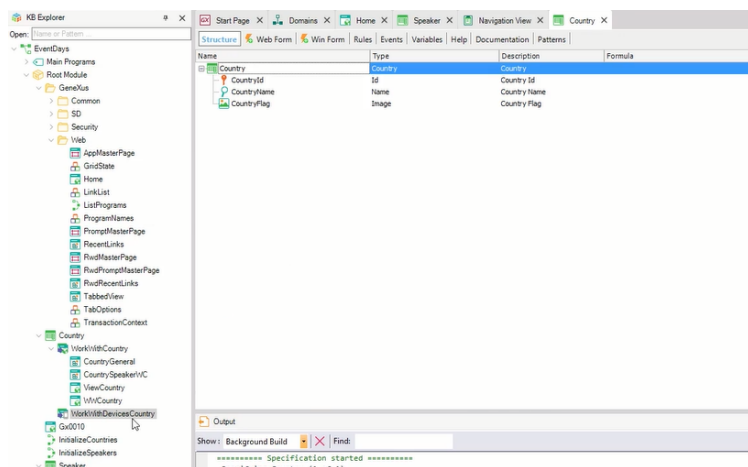 KB Explorer
Open: Name or Pattern...
EventDays
Main Programs
Root Module
GeneXus
Common
SD
Security
Web
AppMasterPage
GridState
Home
LinkList
ListPrograms
ProgramNames
PromptMasterPage
RecentLinks
RwdMasterPage
RwdPromptMasterPage
RwdRecentLinks
TabbedView
TabOptions
TransactionContext
Country
WorkWithCountry
CountryGeneral
CountrySpeakerWC
ViewCountry
WWCountry
WorkWithDevicesCountry
Gx0010
InitializeCountries
InitializeSpeakers
Speaker
GX Start Page Domains Home Speaker Navigation View Country
Structure Web Form Win Form Rules Events Variables Help Documentation Patterns
Name Type Description Formula
Country Country Country
CountryId Id Country Id
CountryName Name Country Name
CountryFlag Image Country Flag
Output
Show: Background Build Find:
========== Specification started ==========